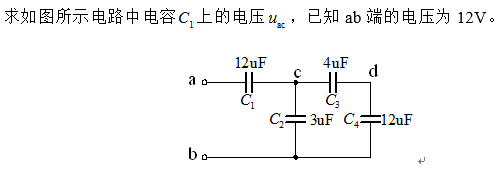 求如图所示电路中电容C₁上的电压u_ac，已知ab端的电压为12V。
12uF c 4uF d
a
C₁ C₃
C₂ 3uF C₄ 12uF
b